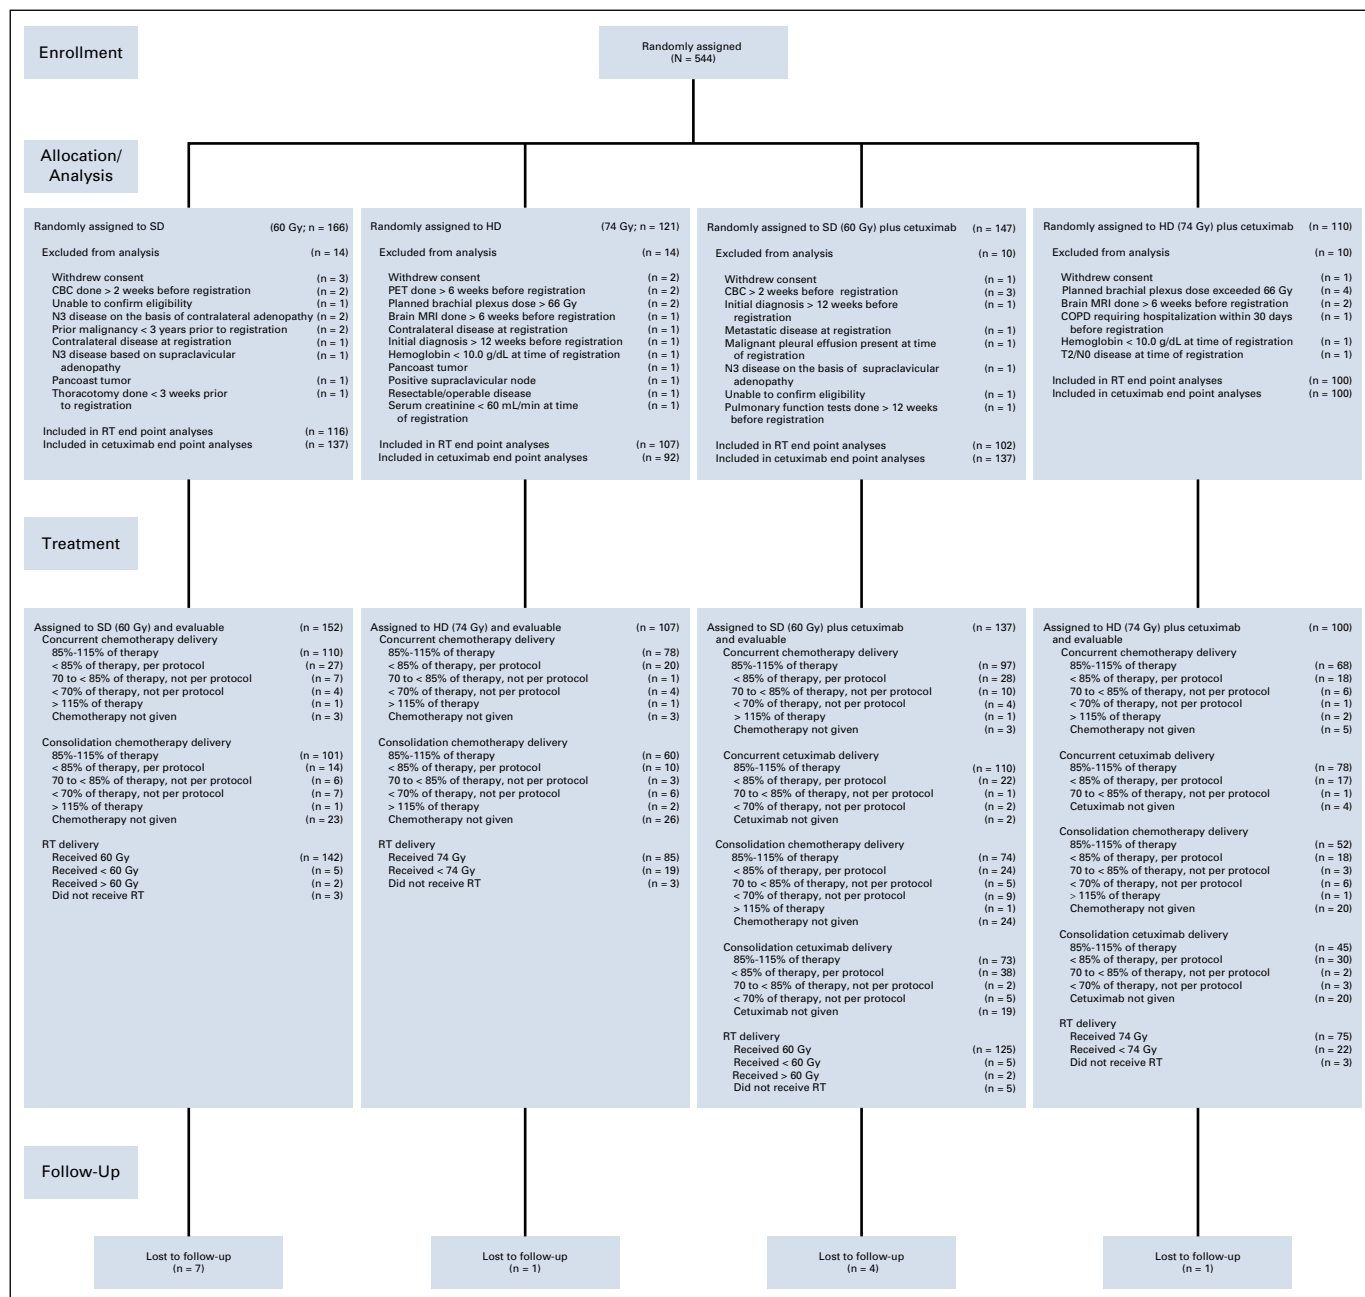 Enrollment
Randomly assigned
(N = 544)
Allocation/
Analysis
Randomly assigned to SD (60 Gy; n = 166)
Excluded from analysis (n = 14)
Withdrew consent (n = 3)
CBC done > 2 weeks before registration (n = 2)
Unable to confirm eligibility (n = 1)
N3 disease on the basis of contralateral adenopathy (n = 2)
Prior malignancy < 3 years prior to registration (n = 2)
Contralateral disease at registration (n = 1)
N3 disease based on supraclavicular (n = 1)
adenopathy
Pancoast tumor (n = 1)
Thoracotomy done < 3 weeks prior (n = 1)
to registration
Included in RT end point analyses (n = 116)
Included in cetuximab end point analyses (n = 137)
Randomly assigned to HD (74 Gy; n = 121)
Excluded from analysis (n = 14)
Withdrew consent (n = 2)
PET done > 6 weeks before registration (n = 2)
Planned brachial plexus dose > 66 Gy (n = 2)
Brain MRI done > 6 weeks before registration (n = 1)
Contralateral disease at registration (n = 1)
Initial diagnosis > 12 weeks before registration (n = 1)
Hemoglobin < 10.0 g/dL at time of registration (n = 1)
Pancoast tumor (n = 1)
Positive supraclavicular node (n = 1)
Resectable/operable disease (n = 1)
Serum creatinine < 60 mL/min at time (n = 1)
of registration
Included in RT end point analyses (n = 107)
Included in cetuximab end point analyses (n = 92)
Randomly assigned to SD (60 Gy) plus cetuximab (n = 147)
Excluded from analysis (n = 10)
Withdrew consent (n = 1)
CBC > 2 weeks before registration (n = 3)
Initial diagnosis > 12 weeks before (n = 1)
registration
Metastatic disease at registration (n = 1)
Malignant pleural effusion present at time (n = 1)
of registration
N3 disease on the basis of supraclavicular (n = 1)
adenopathy
Unable to confirm eligibility (n = 1)
Pulmonary function tests done > 12 weeks (n = 1)
before registration
Included in RT end point analyses (n = 102)
Included in cetuximab end point analyses (n = 137)
Randomly assigned to HD (74 Gy) plus cetuximab (n = 110)
Excluded from analysis (n = 10)
Withdrew consent (n = 1)
Planned brachial plexus dose exceeded 66 Gy (n = 4)
Brain MRI done > 6 weeks before registration (n = 2)
COPD requiring hospitalization within 30 days (n = 1)
before registration
Hemoglobin < 10.0 g/dL at time of registration (n = 1)
T2/N0 disease at time of registration (n = 1)
Included in RT end point analyses (n = 100)
Included in cetuximab end point analyses (n = 100)
Treatment
Assigned to SD (60 Gy) and evaluable (n = 152)
Concurrent chemotherapy delivery
85%-115% of therapy (n = 110)
< 85% of therapy, per protocol (n = 27)
70 to < 85% of therapy, not per protocol (n = 7)
< 70% of therapy, not per protocol (n = 4)
> 115% of therapy (n = 1)
Chemotherapy not given (n = 3)
Consolidation chemotherapy delivery
85%-115% of therapy (n = 101)
< 85% of therapy, per protocol (n = 14)
70 to < 85% of therapy, not per protocol (n = 6)
< 70% of therapy, not per protocol (n = 7)
> 115% of therapy (n = 1)
Chemotherapy not given (n = 23)
RT delivery
Received 60 Gy (n = 142)
Received < 60 Gy (n = 5)
Received > 60 Gy (n = 2)
Did not receive RT (n = 3)
Assigned to HD (74 Gy) and evaluable (n = 107)
Concurrent chemotherapy delivery
85%-115% of therapy (n = 78)
< 85% of therapy, per protocol (n = 20)
70 to < 85% of therapy, not per protocol (n = 1)
< 70% of therapy, not per protocol (n = 4)
> 115% of therapy (n = 1)
Chemotherapy not given (n = 3)
Consolidation chemotherapy delivery
85%-115% of therapy (n = 60)
< 85% of therapy, per protocol (n = 10)
70 to < 85% of therapy, not per protocol (n = 3)
< 70% of therapy, not per protocol (n = 6)
> 115% of therapy (n = 2)
Chemotherapy not given (n = 26)
RT delivery
Received 74 Gy (n = 85)
Received < 74 Gy (n = 19)
Did not receive RT (n = 3)
Assigned to SD (60 Gy) plus cetuximab (n = 137)
and evaluable
Concurrent chemotherapy delivery
85%-115% of therapy (n = 97)
< 85% of therapy, per protocol (n = 28)
70 to < 85% of therapy, not per protocol (n = 10)
< 70% of therapy, not per protocol (n = 4)
> 115% of therapy (n = 1)
Chemotherapy not given (n = 3)
Concurrent cetuximab delivery
85%-115% of therapy (n = 110)
< 85% of therapy, per protocol (n = 22)
70 to < 85% of therapy, not per protocol (n = 1)
< 70% of therapy, not per protocol (n = 2)
Cetuximab not given (n = 2)
Consolidation chemotherapy delivery
85%-115% of therapy (n = 74)
< 85% of therapy, per protocol (n = 24)
70 to < 85% of therapy, not per protocol (n = 5)
< 70% of therapy, not per protocol (n = 9)
> 115% of therapy (n = 1)
Chemotherapy not given (n = 24)
Consolidation cetuximab delivery
85%-115% of therapy (n = 73)
< 85% of therapy, per protocol (n = 38)
70 to < 85% of therapy, not per protocol (n = 2)
< 70% of therapy, not per protocol (n = 5)
Cetuximab not given (n = 19)
RT delivery
Received 60 Gy (n = 125)
Received < 60 Gy (n = 5)
Received > 60 Gy (n = 2)
Did not receive RT (n = 5)
Assigned to HD (74 Gy) plus cetuximab (n = 100)
and evaluable
Concurrent chemotherapy delivery
85%-115% of therapy (n = 68)
< 85% of therapy, per protocol (n = 18)
70 to < 85% of therapy, not per protocol (n = 6)
< 70% of therapy, not per protocol (n = 1)
> 115% of therapy (n = 2)
Chemotherapy not given (n = 5)
Concurrent cetuximab delivery
85%-115% of therapy (n = 78)
< 85% of therapy, per protocol (n = 17)
70 to < 85% of therapy, not per protocol (n = 1)
Cetuximab not given (n = 4)
Consolidation chemotherapy delivery
85%-115% of therapy (n = 52)
< 85% of therapy, per protocol (n = 18)
70 to < 85% of therapy, not per protocol (n = 3)
< 70% of therapy, not per protocol (n = 6)
> 115% of therapy (n = 1)
Chemotherapy not given (n = 20)
Consolidation cetuximab delivery
85%-115% of therapy (n = 45)
< 85% of therapy, per protocol (n = 30)
70 to < 85% of therapy, not per protocol (n = 2)
< 70% of therapy, not per protocol (n = 3)
Cetuximab not given (n = 20)
RT delivery
Received 74 Gy (n = 75)
Received < 74 Gy (n = 22)
Did not receive RT (n = 3)
Follow-Up
Lost to follow-up
(n = 7)
Lost to follow-up
(n = 1)
Lost to follow-up
(n = 4)
Lost to follow-up
(n = 1)